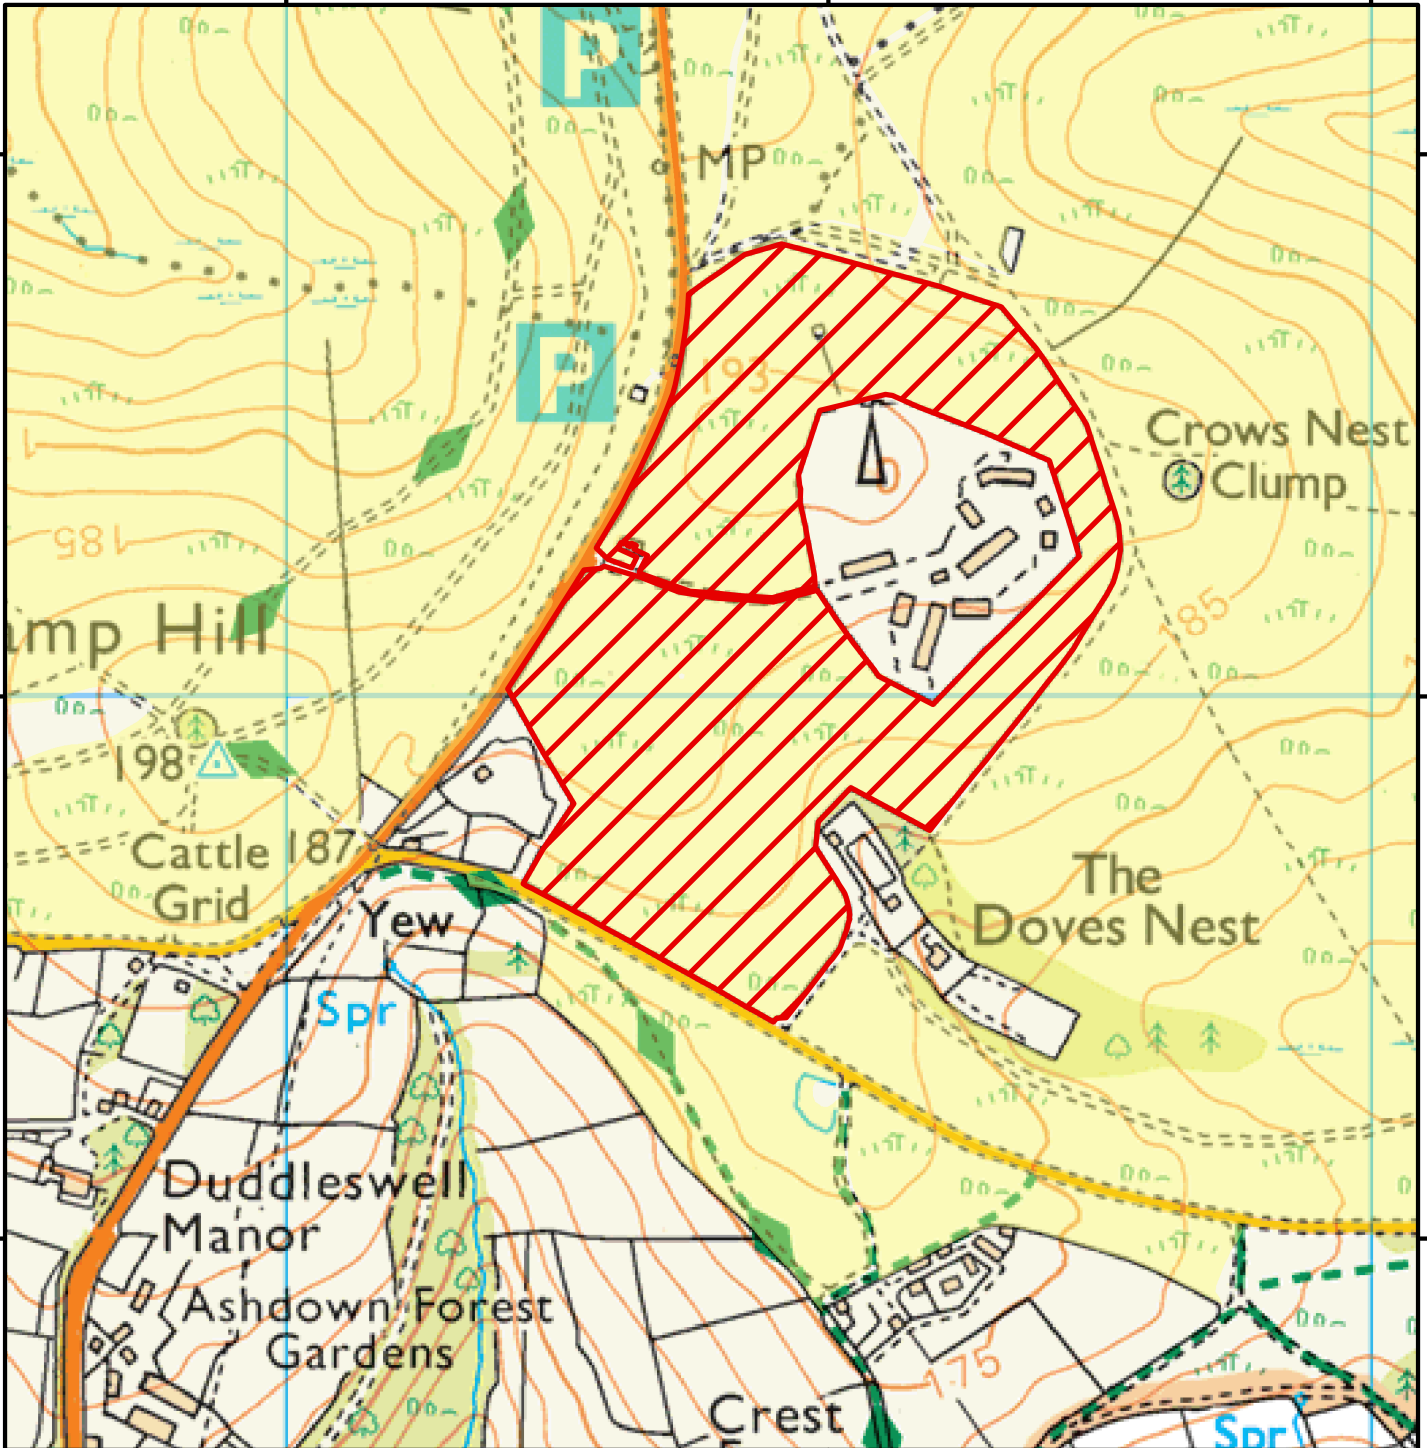 P
MP
P
193
Crows Nest
Clump
185
185
amp Hill
198
Cattle 187
Grid
The
Doves Nest
Yew
Spr
Duddleswell
Manor
Ashdown Forest
Gardens
175
Crest
Spr